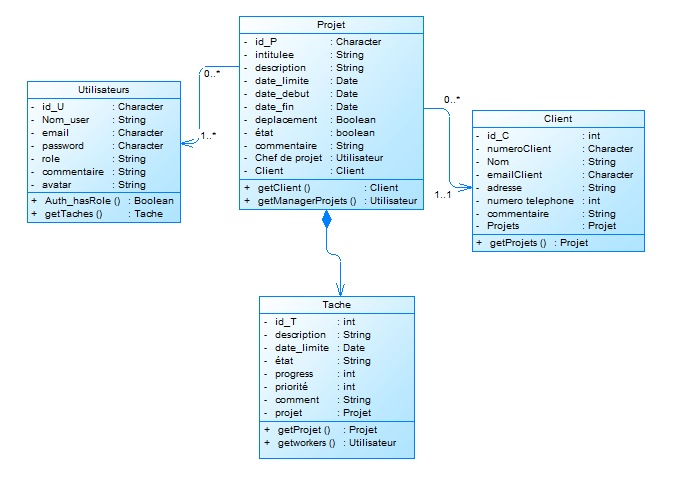 Projet
- id_P : Character
- intitulee : String
- description : String
- date_limite : Date
- date_debut : Date
- date_fin : Date
- deplacement : Boolean
- état : boolean
- commentaire : String
- Chef de projet : Utilisateur
- Client : Client
+ getClient () : Client
+ getManagerProjets () : Utilisateur
0..*
1..*
Utilisateurs
- id_U : Character
- Nom_user : String
- email : Character
- password : Character
- role : String
- commentaire : String
- avatar : String
+ Auth_hasRole () : Boolean
+ getTaches () : Tache
0..*
1..1
Client
- id_C : int
- numeroClient : Character
- Nom : String
- emailClient : Character
- adresse : String
- numero telephone : int
- commentaire : String
- Projets : Projet
+ getProjets () : Projet
Tache
- id_T : int
- description : String
- date_limite : Date
- état : String
- progress : int
- priorité : int
- comment : String
- projet : Projet
+ getProjet () : Projet
+ getworkers () : Utilisateur